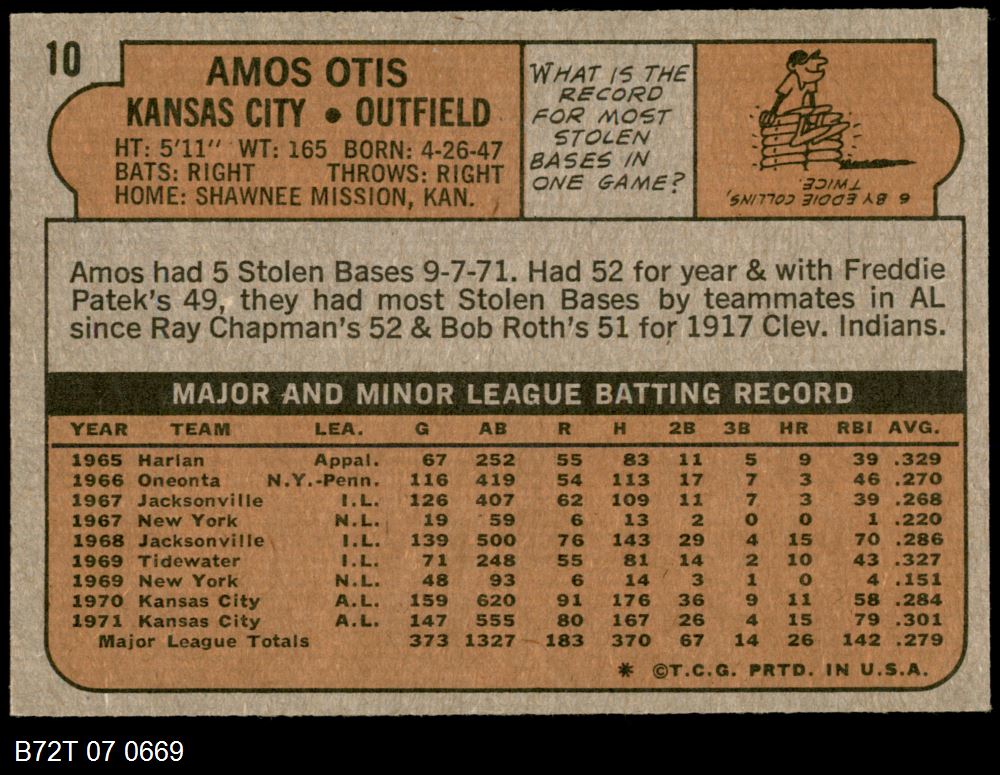 10
AMOS OTIS
KANSAS CITY • OUTFIELD
HT: 5'11" WT: 165 BORN: 4-26-47
BATS: RIGHT THROWS: RIGHT
HOME: SHAWNEE MISSION, KAN.
WHAT IS THE
RECORD
FOR MOST
STOLEN
BASES IN
ONE GAME?
6 BY EDDIE COLLINS,
TWICE.
Amos had 5 Stolen Bases 9-7-71. Had 52 for year & with Freddie
Patek's 49, they had most Stolen Bases by teammates in AL
since Ray Chapman's 52 & Bob Roth's 51 for 1917 Clev. Indians.
MAJOR AND MINOR LEAGUE BATTING RECORD
YEAR TEAM LEA. G AB R H 2B 3B HR RBI AVG.
1965 Harlan Appal. 67 252 55 83 11 5 9 39 .329
1966 Oneonta N.Y.-Penn. 116 419 54 113 17 7 3 46 .270
1967 Jacksonville I.L. 126 407 62 109 11 7 3 39 .268
1967 New York N.L. 19 59 6 13 2 0 0 1 .220
1968 Jacksonville I.L. 139 500 76 143 29 4 15 70 .286
1969 Tidewater I.L. 71 248 55 81 14 2 10 43 .327
1969 New York N.L. 48 93 6 14 3 1 0 4 .151
1970 Kansas City A.L. 159 620 91 176 36 9 11 58 .284
1971 Kansas City A.L. 147 555 80 167 26 4 15 79 .301
Major League Totals 373 1327 183 370 67 14 26 142 .279
* ©T.C.G. PRTD. IN U.S.A.
B72T 07 0669